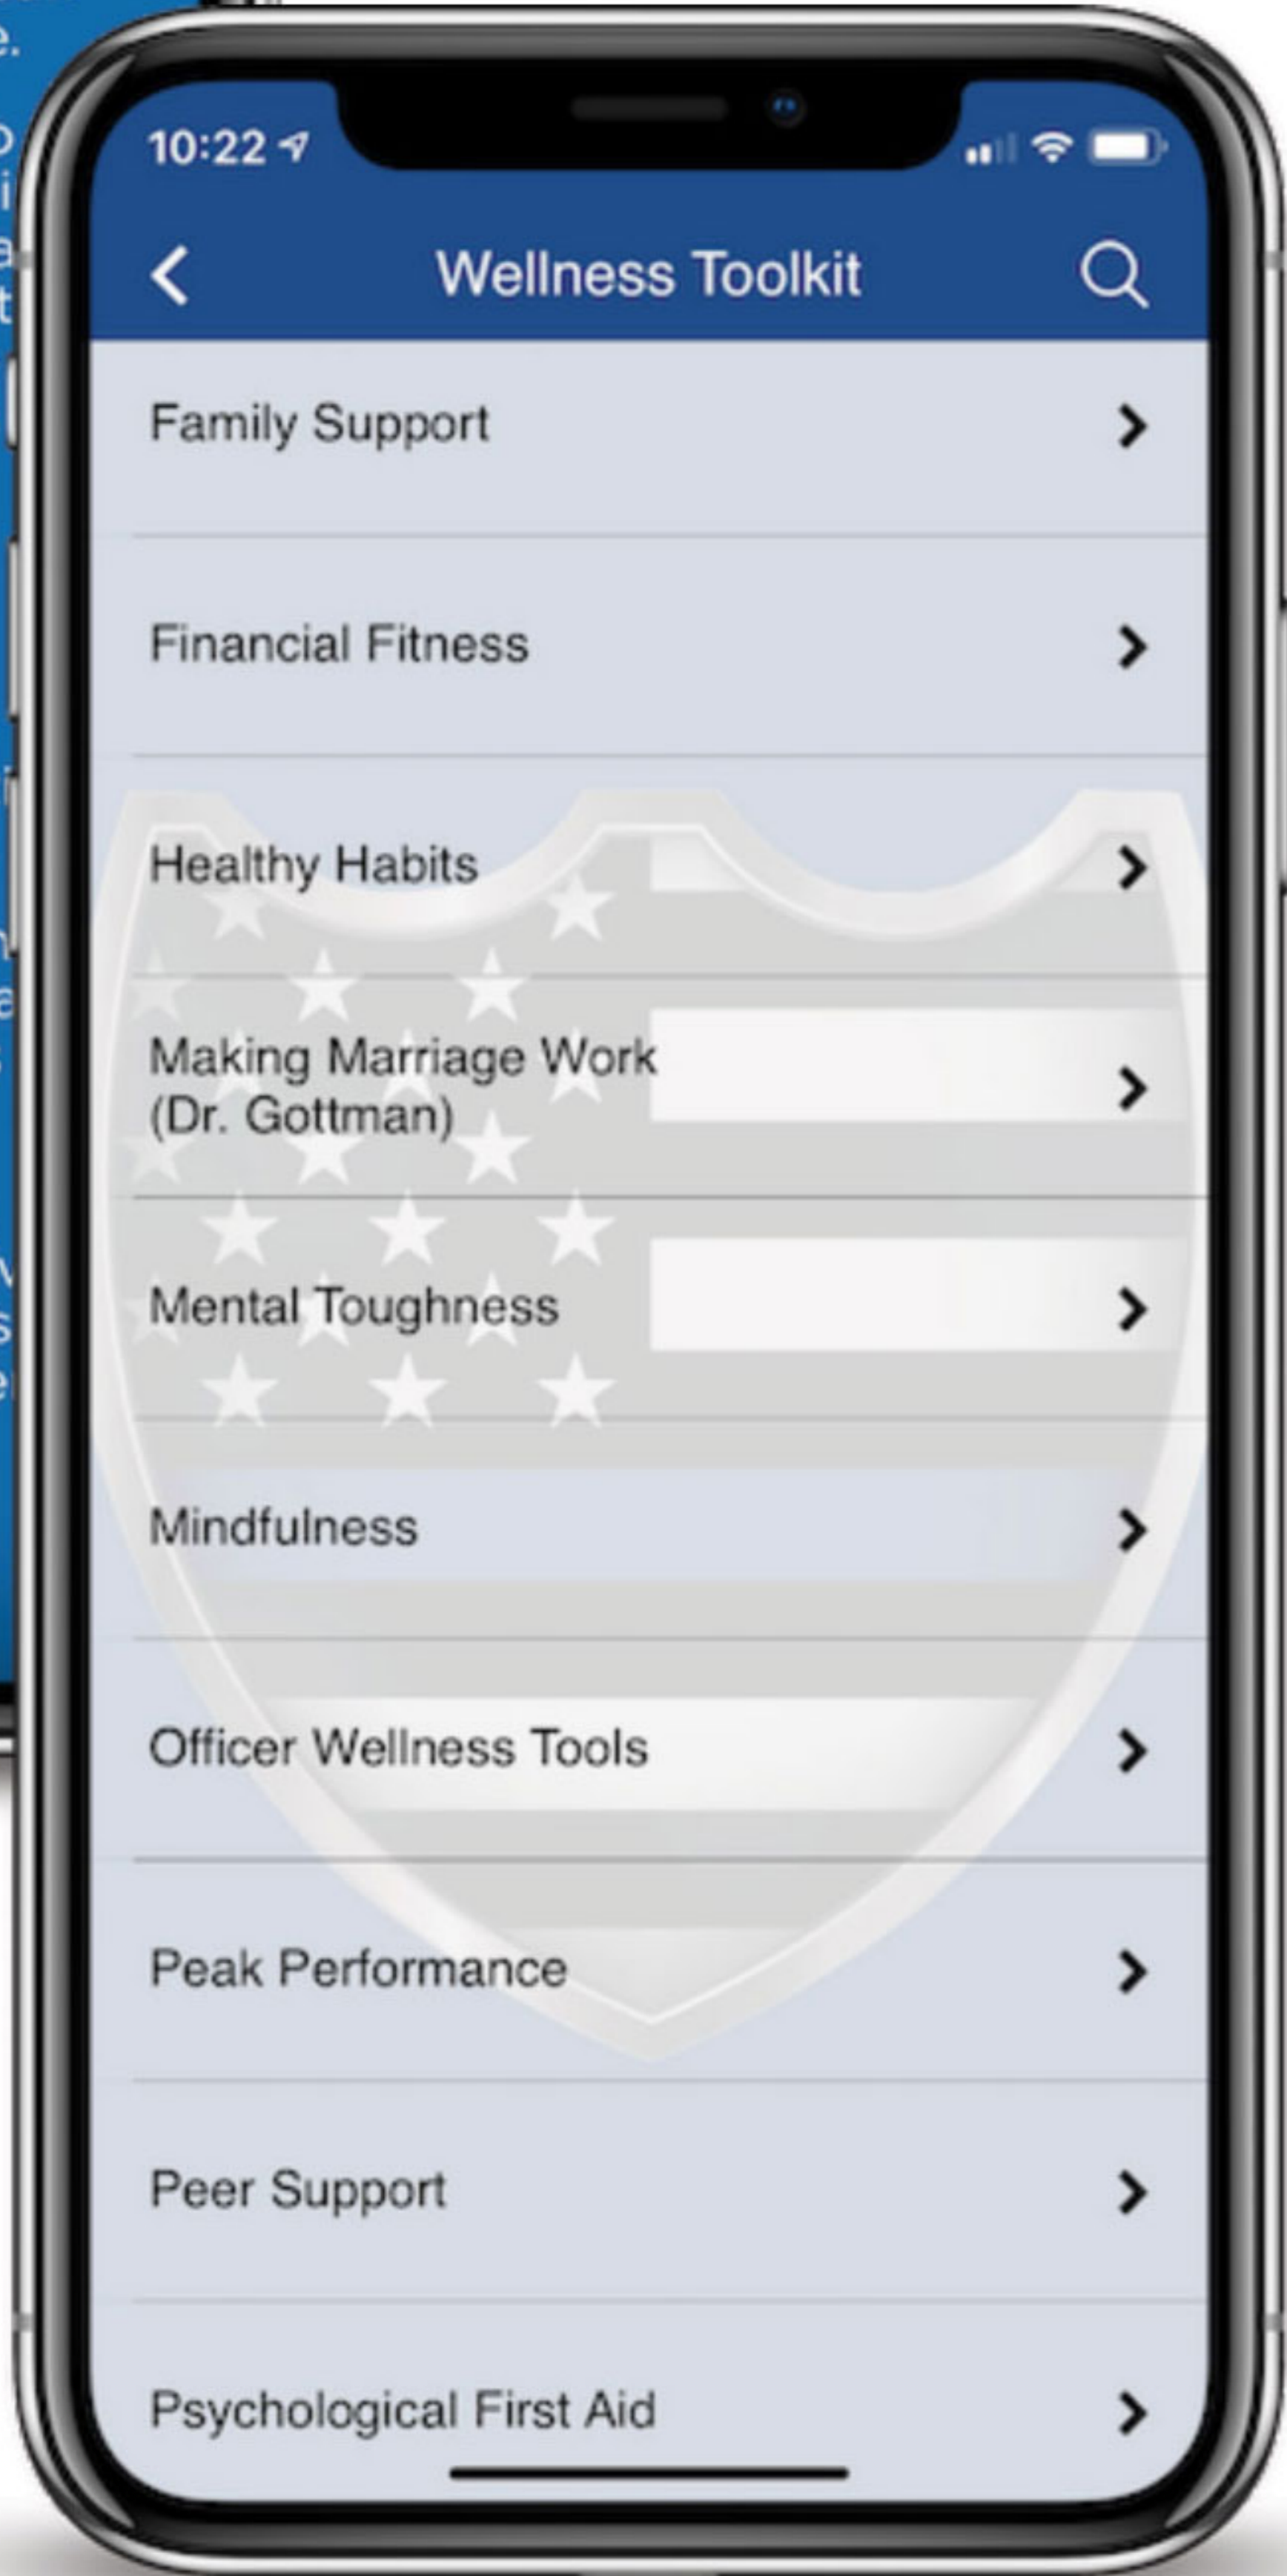 10:22
Wellness Toolkit
Family Support
Financial Fitness
Healthy Habits
Making Marriage Work
(Dr. Gottman)
Mental Toughness
Mindfulness
Officer Wellness Tools
Peak Performance
Peer Support
Psychological First Aid